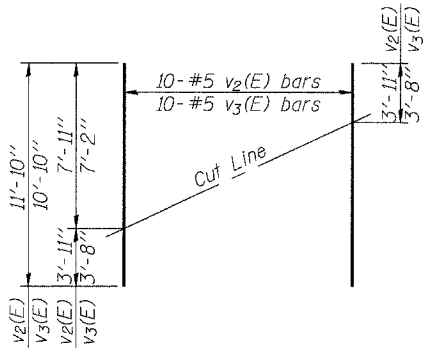 10- #5 v2(E) bars
10- #5 v3(E) bars
Cut Line
11'-10"
10'-10"
7'-11"
7'-2"
3'-11"
3'-8"
v2(E)
v3(E)
v2(E)
v3(E)
3'-11"
3'-8"
v2(E)
v3(E)